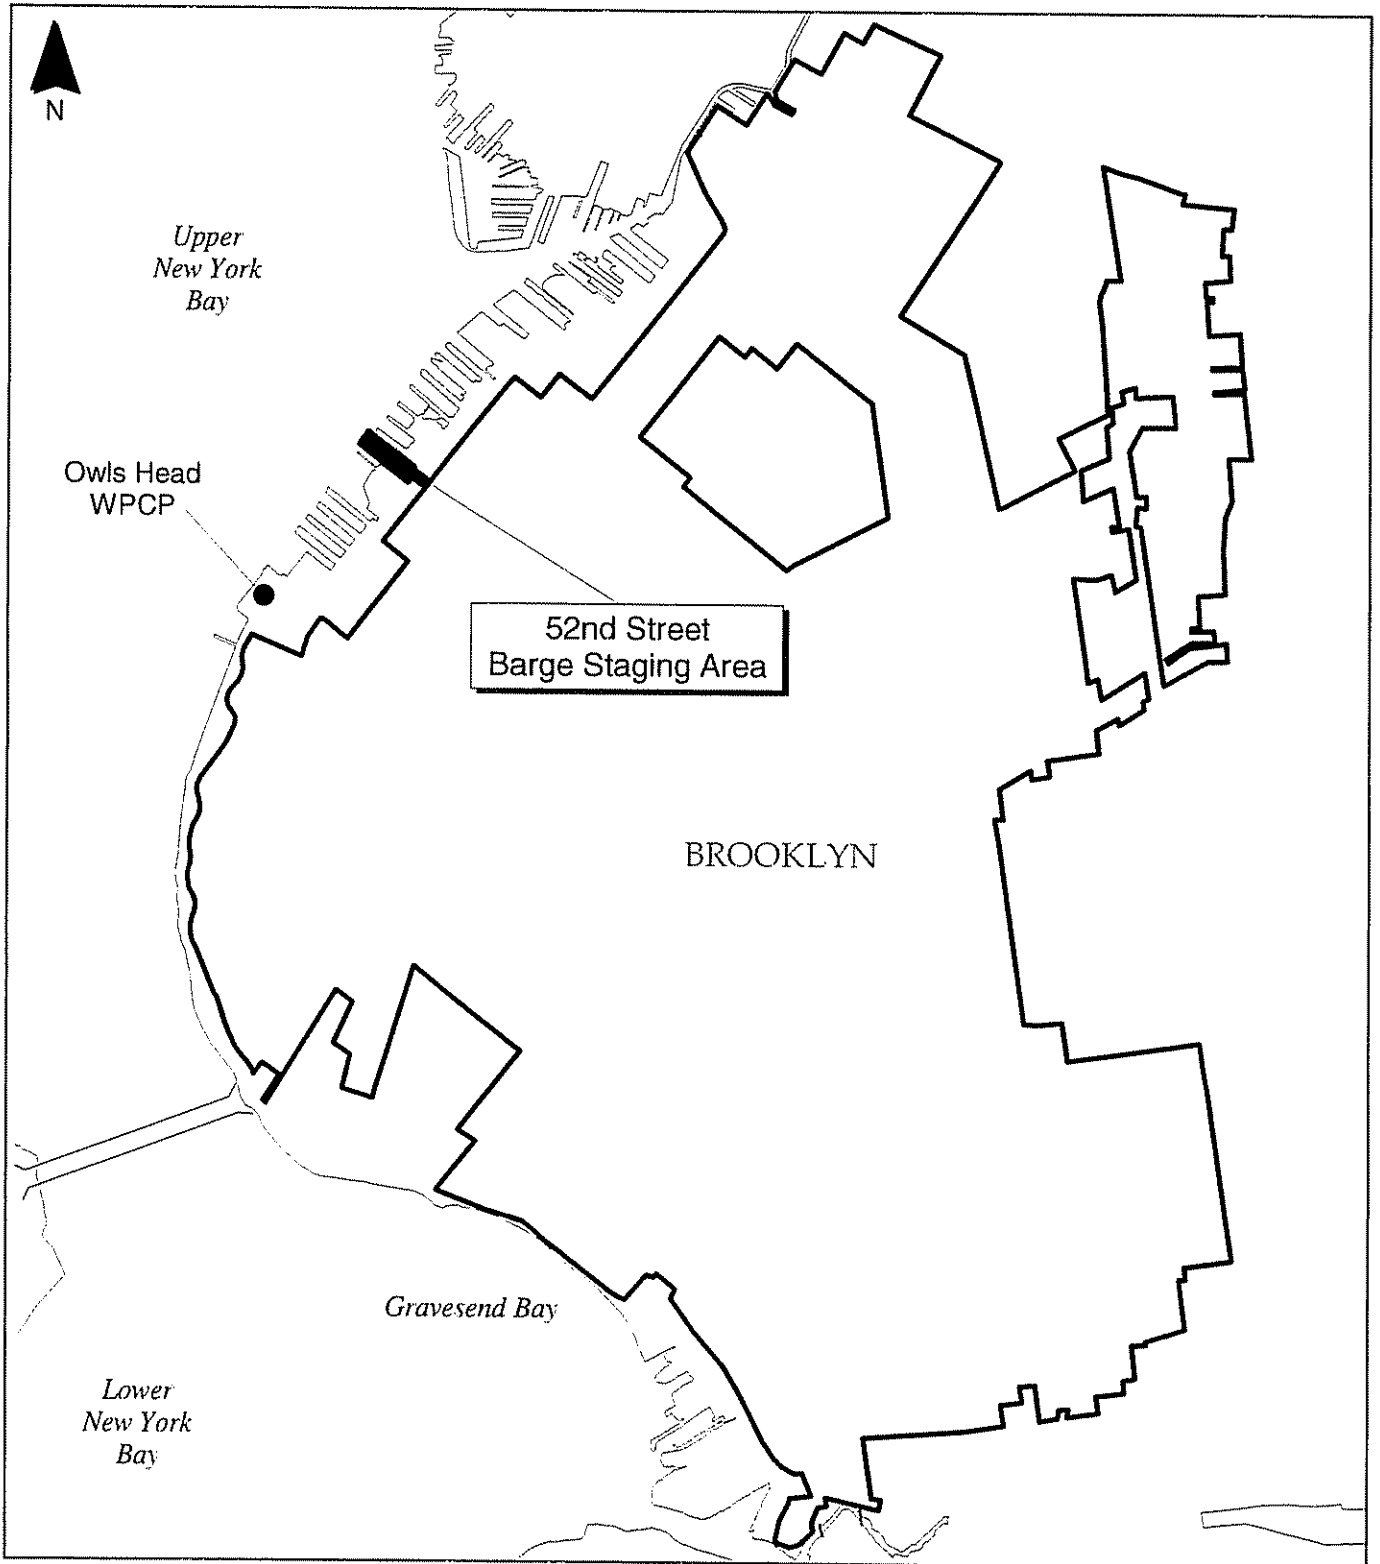 N
Upper
New York
Bay
Owls Head
WPCP
52nd Street
Barge Staging Area
BROOKLYN
Gravesend Bay
Lower
New York
Bay